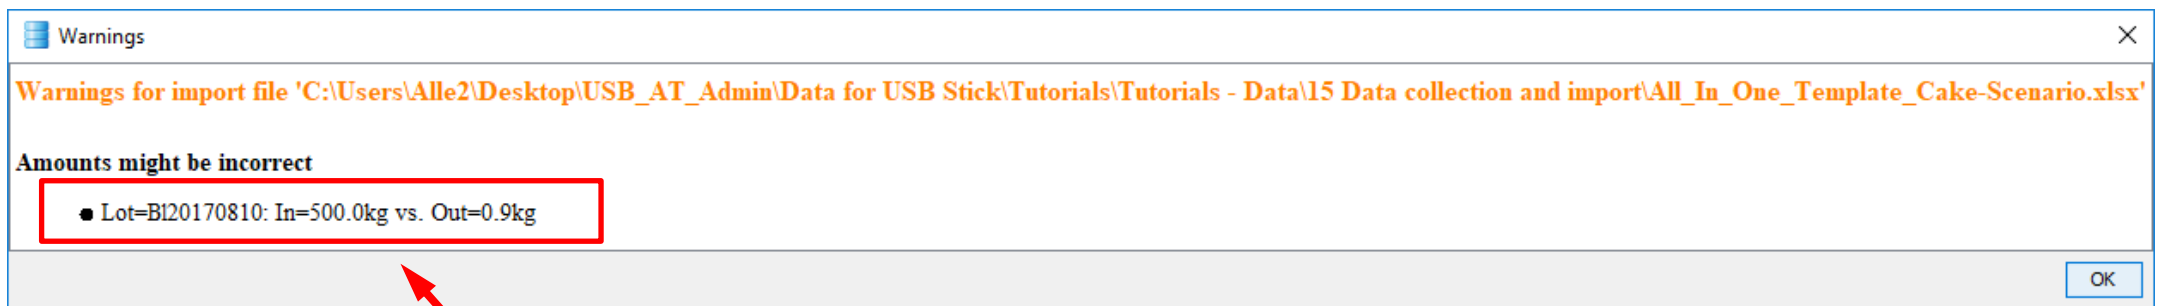 Warnings
Warnings for import file 'C:\Users\Alle2\Desktop\USB_AT_Admin\Data for USB Stick\Tutorials\Tutorials - Data\15 Data collection and import\All_In_One_Template_Cake-Scenario.xlsx'
Amounts might be incorrect
● Lot=Bl20170810: In=500.0kg vs. Out=0.9kg
OK